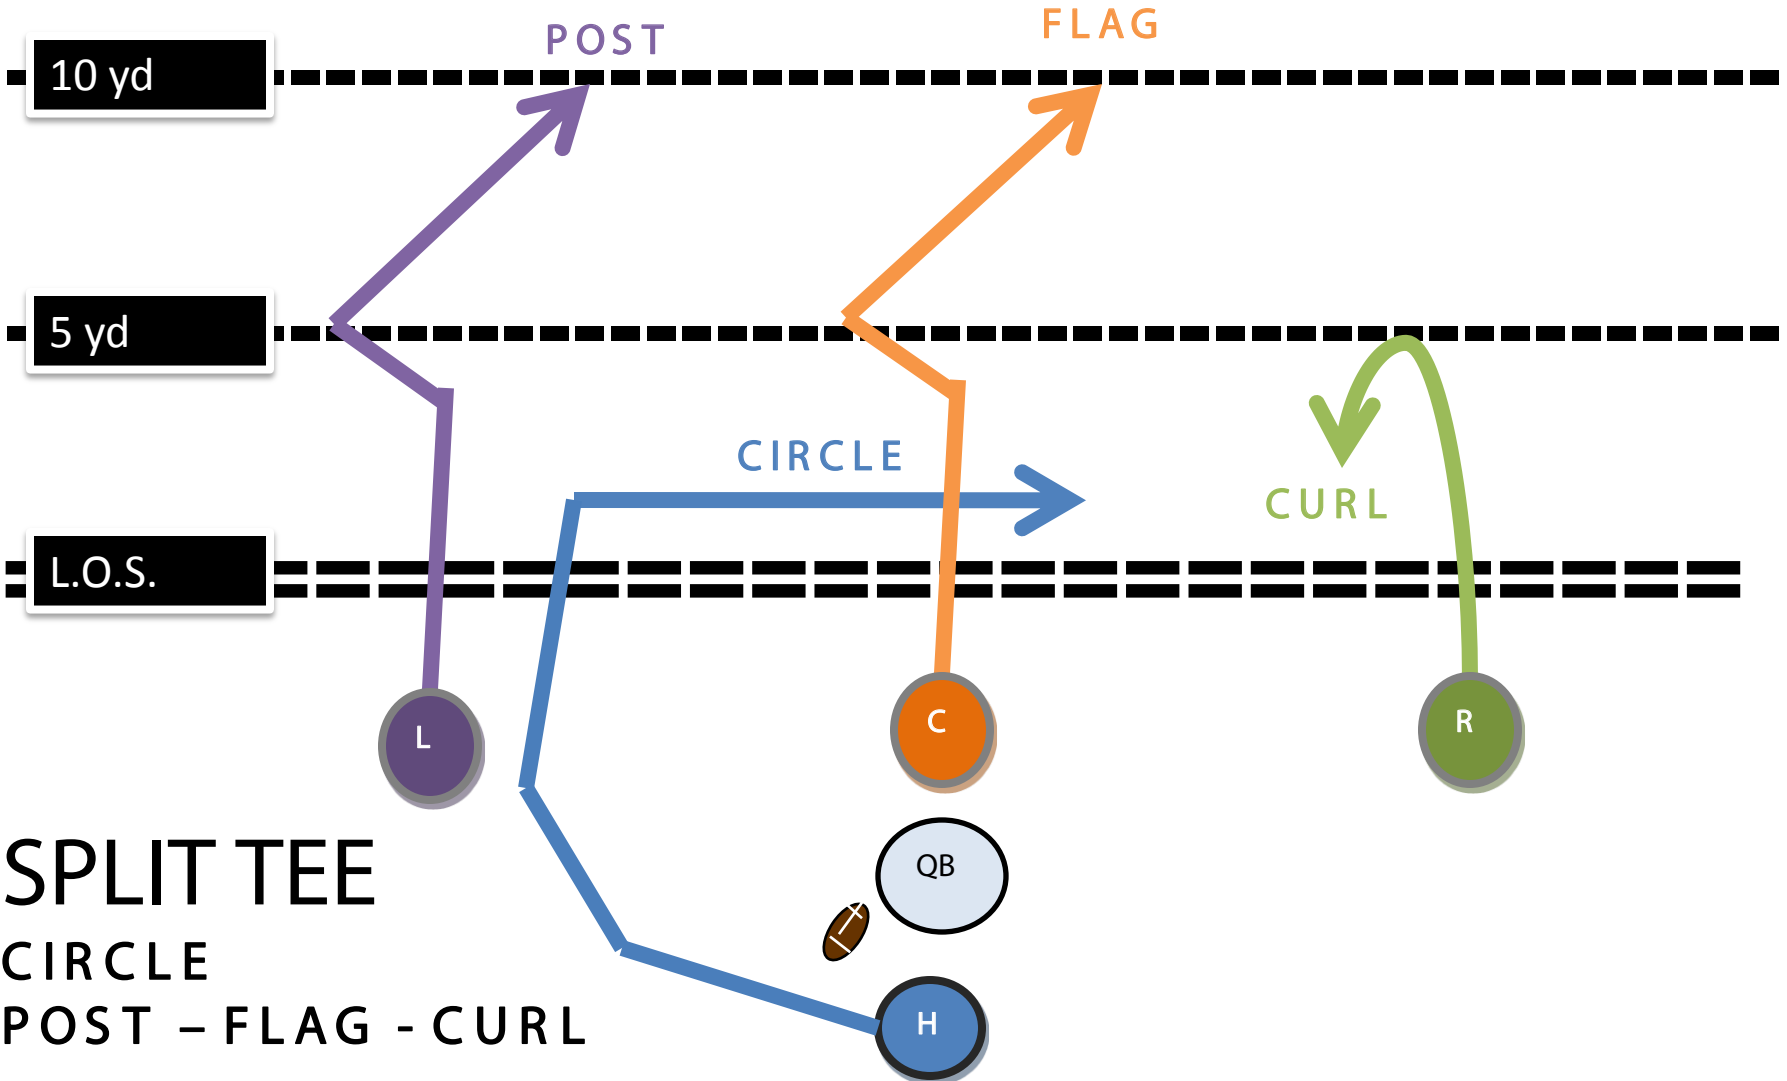 POST
FLAG
10 yd
5 yd
CIRCLE
CURL
L.O.S.
L
C
R
QB
H
SPLIT TEE
CIRCLE
POST – FLAG - CURL